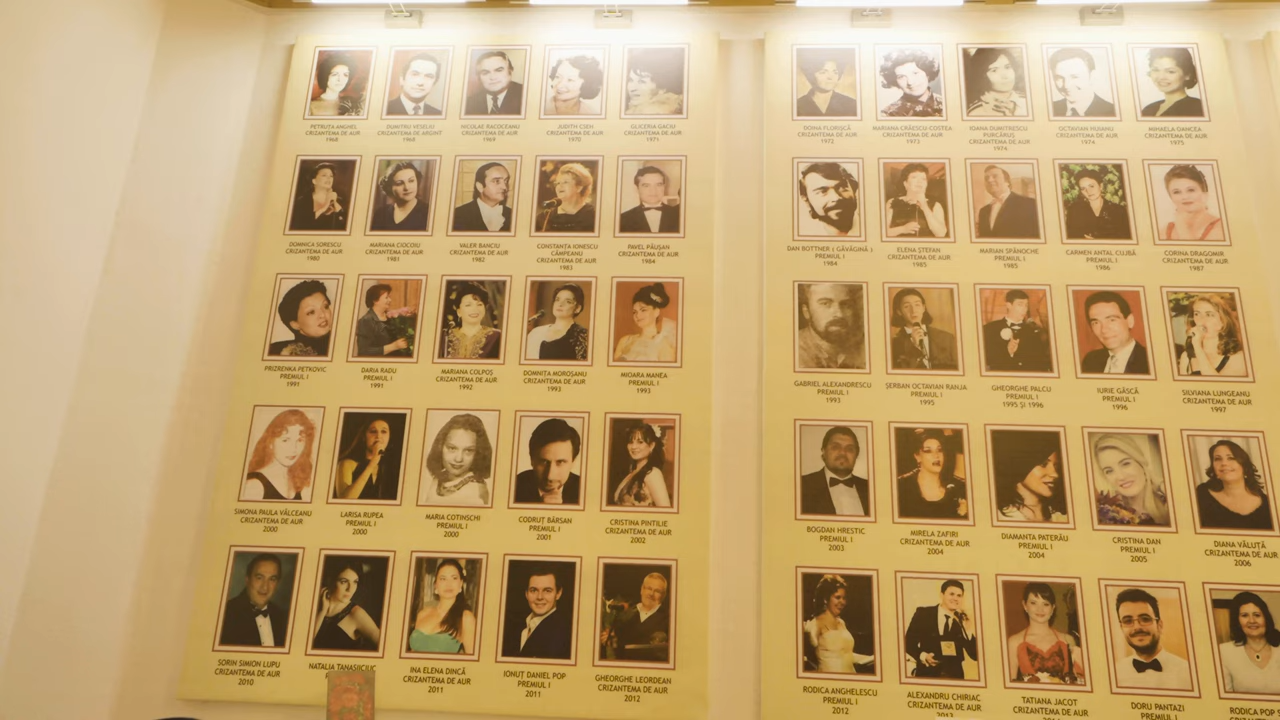 PETRUȚA ANGHEL
CRIZANTEMA DE AUR
1968
DUMITRU VESELIU
CRIZANTEMA DE ARGINT
1968
NICOLAE RACOCEANU
CRIZANTEMA DE AUR
1969
JUDITH CSEH
CRIZANTEMA DE AUR
1970
GLICERIA GACIU
CRIZANTEMA DE AUR
1971
DOMNICA SORESCU
CRIZANTEMA DE AUR
1980
MARIANA CIOCOIU
CRIZANTEMA DE AUR
1981
VALER BANCIU
CRIZANTEMA DE AUR
1982
CONSTANȚA IONESCU
CÂMPEANU
CRIZANTEMA DE AUR
1983
PAVEL PĂUȘAN
CRIZANTEMA DE AUR
1984
PRIZRENKA PETKOVIC
PREMIUL I
1991
DARIA RADU
PREMIUL I
1991
MARIANA COLPOȘ
CRIZANTEMA DE AUR
1992
DOMNIȚA MOROȘANU
CRIZANTEMA DE AUR
1993
MIOARA MANEA
PREMIUL I
1993
SIMONA PAULA VÂLCEANU
CRIZANTEMA DE AUR
2000
LARISA RUPEA
PREMIUL I
2000
MARIA COTINSCHI
PREMIUL I
2000
CODRUȚ BÂRSAN
PREMIUL I
2001
CRISTINA PINTILIE
CRIZANTEMA DE AUR
2002
SORIN SIMION LUPU
CRIZANTEMA DE AUR
2010
NATALIA TANASIICIUC
INA ELENA DINCĂ
CRIZANTEMA DE AUR
2011
IONUȚ DANIEL POP
PREMIUL I
2011
GHEORGHE LEORDEAN
CRIZANTEMA DE AUR
2012
DOINA FLORIȘCĂ
CRIZANTEMA DE AUR
1972
MARIANA CRĂIESCU-COSTEA
CRIZANTEMA DE AUR
1973
IOANA DUMITRESCU
PURCĂRUȘ
CRIZANTEMA DE AUR
1974
OCTAVIAN HUIANU
CRIZANTEMA DE AUR
1974
MIHAELA OANCEA
CRIZANTEMA DE AUR
1975
DAN BOTTNER ( GĂVĂGINĂ )
PREMIUL I
1984
ELENA ȘTEFAN
CRIZANTEMA DE AUR
1985
MARIAN SPÂNOCHE
PREMIUL I
1985
CARMEN ANTAL CUJBĂ
PREMIUL I
1986
CORINA DRAGOMIR
CRIZANTEMA DE AUR
1987
GABRIEL ALEXANDRESCU
PREMIUL I
1993
ȘERBAN OCTAVIAN RANJA
PREMIUL I
1995
GHEORGHE PALCU
PREMIUL I
1995 ȘI 1996
IURIE GÂSCĂ
PREMIUL I
1996
SILVIANA LUNGEANU
CRIZANTEMA DE AUR
1997
BOGDAN HRESTIC
PREMIUL I
2003
MIRELA ZAFIRI
CRIZANTEMA DE AUR
2004
DIAMANTA PATERĂU
PREMIUL I
2004
CRISTINA DAN
PREMIUL I
2005
DIANA VĂLUȚĂ
CRIZANTEMA DE AUR
2006
RODICA ANGHELESCU
PREMIUL I
2012
ALEXANDRU CHIRIAC
CRIZANTEMA DE AUR
2013
TATIANA JACOT
CRIZANTEMA DE AUR
DORU PANTAZI
PREMIUL I
RODICA POP
CRIZANTEMA DE